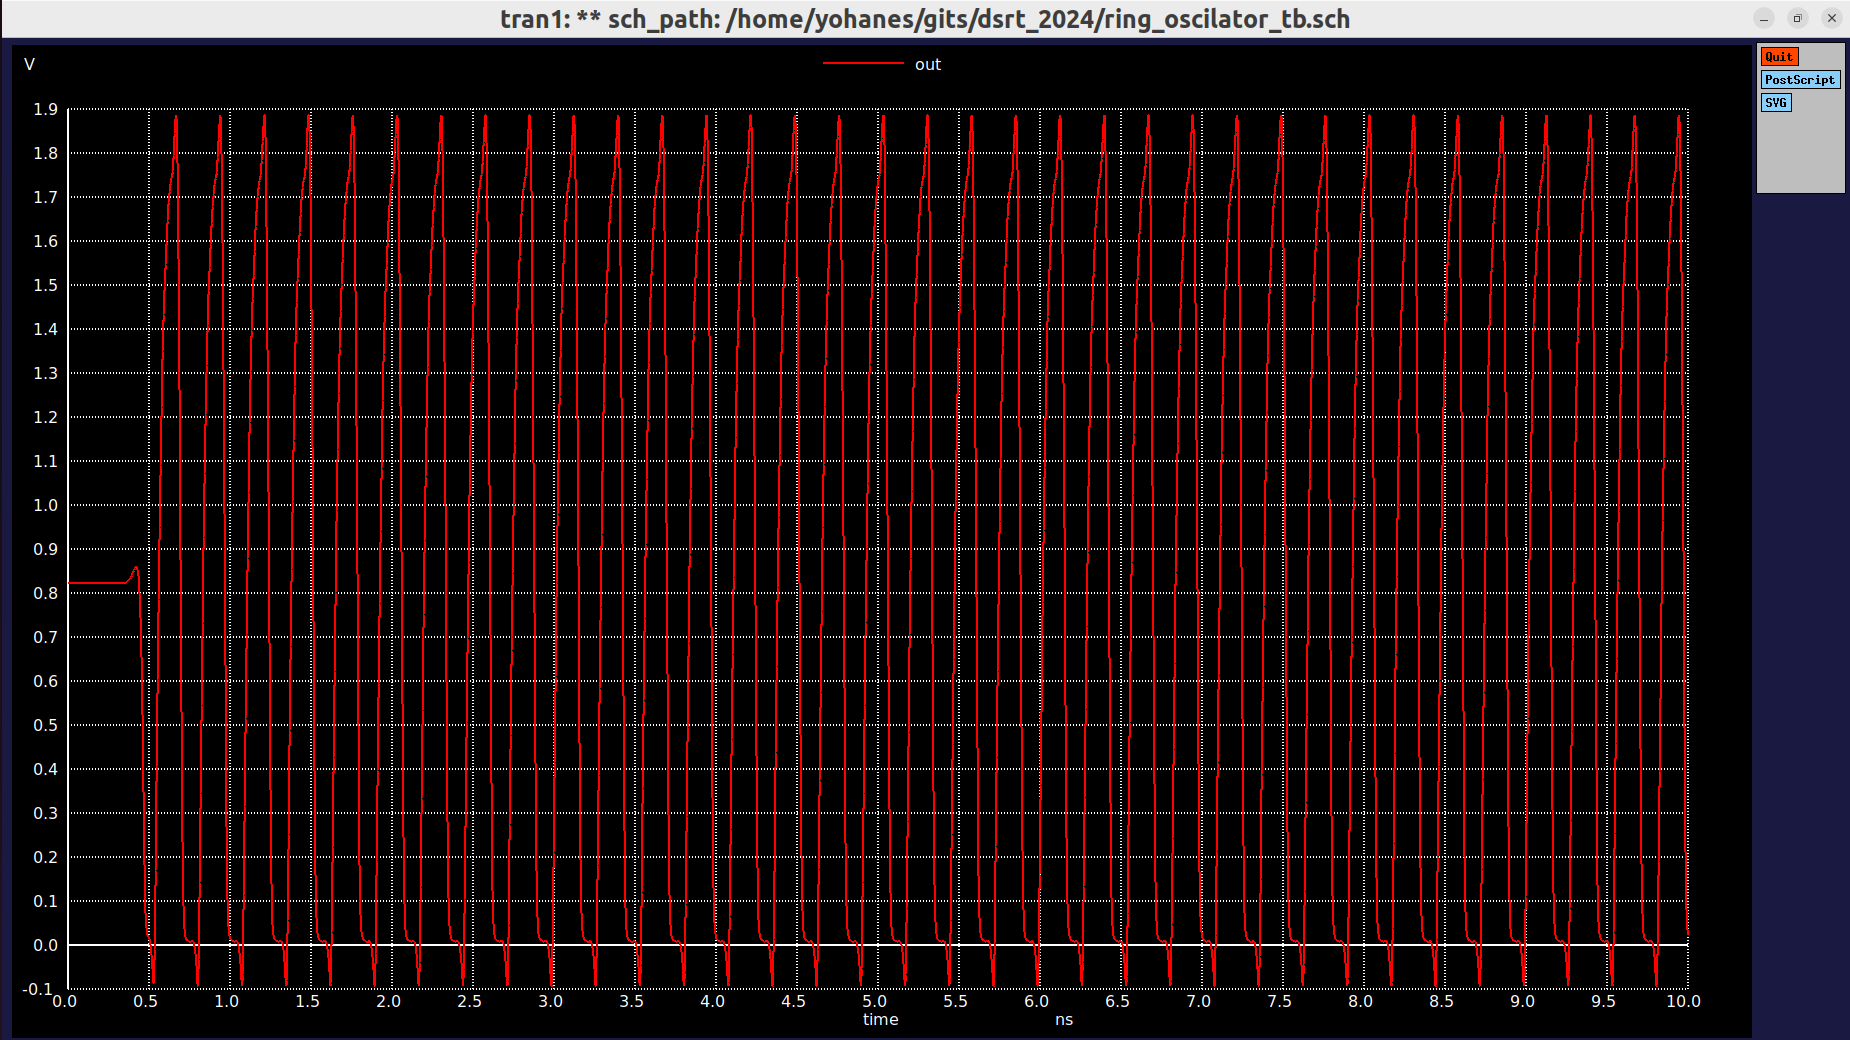 tran1: ** sch_path: /home/yohanes/gits/dsrt_2024/ring_oscilator_tb.sch
V
out
Quit
PostScript
SVG
1.9
1.8
1.7
1.6
1.5
1.4
1.3
1.2
1.1
1.0
0.9
0.8
0.7
0.6
0.5
0.4
0.3
0.2
0.1
0.0
-0.1
0.0 0.5 1.0 1.5 2.0 2.5 3.0 3.5 4.0 4.5 5.0 5.5 6.0 6.5 7.0 7.5 8.0 8.5 9.0 9.5 10.0
time ns